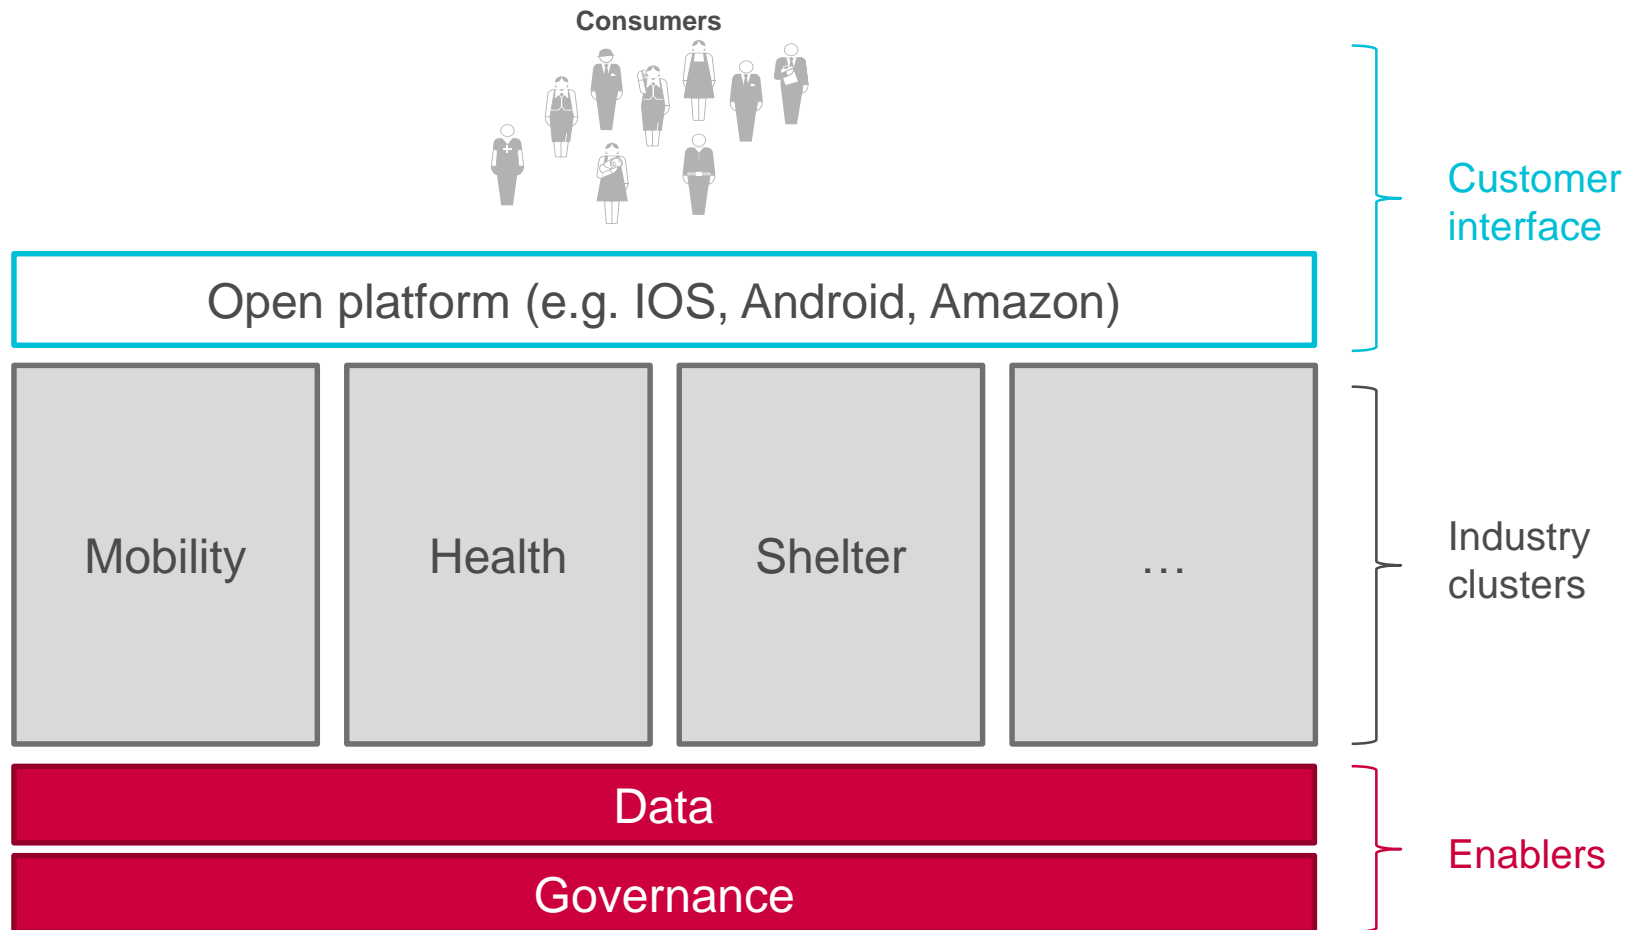 Consumers
Customer
interface
Open platform (e.g. IOS, Android, Amazon)
Mobility
Health
Shelter
…
Industry
clusters
Data
Governance
Enablers